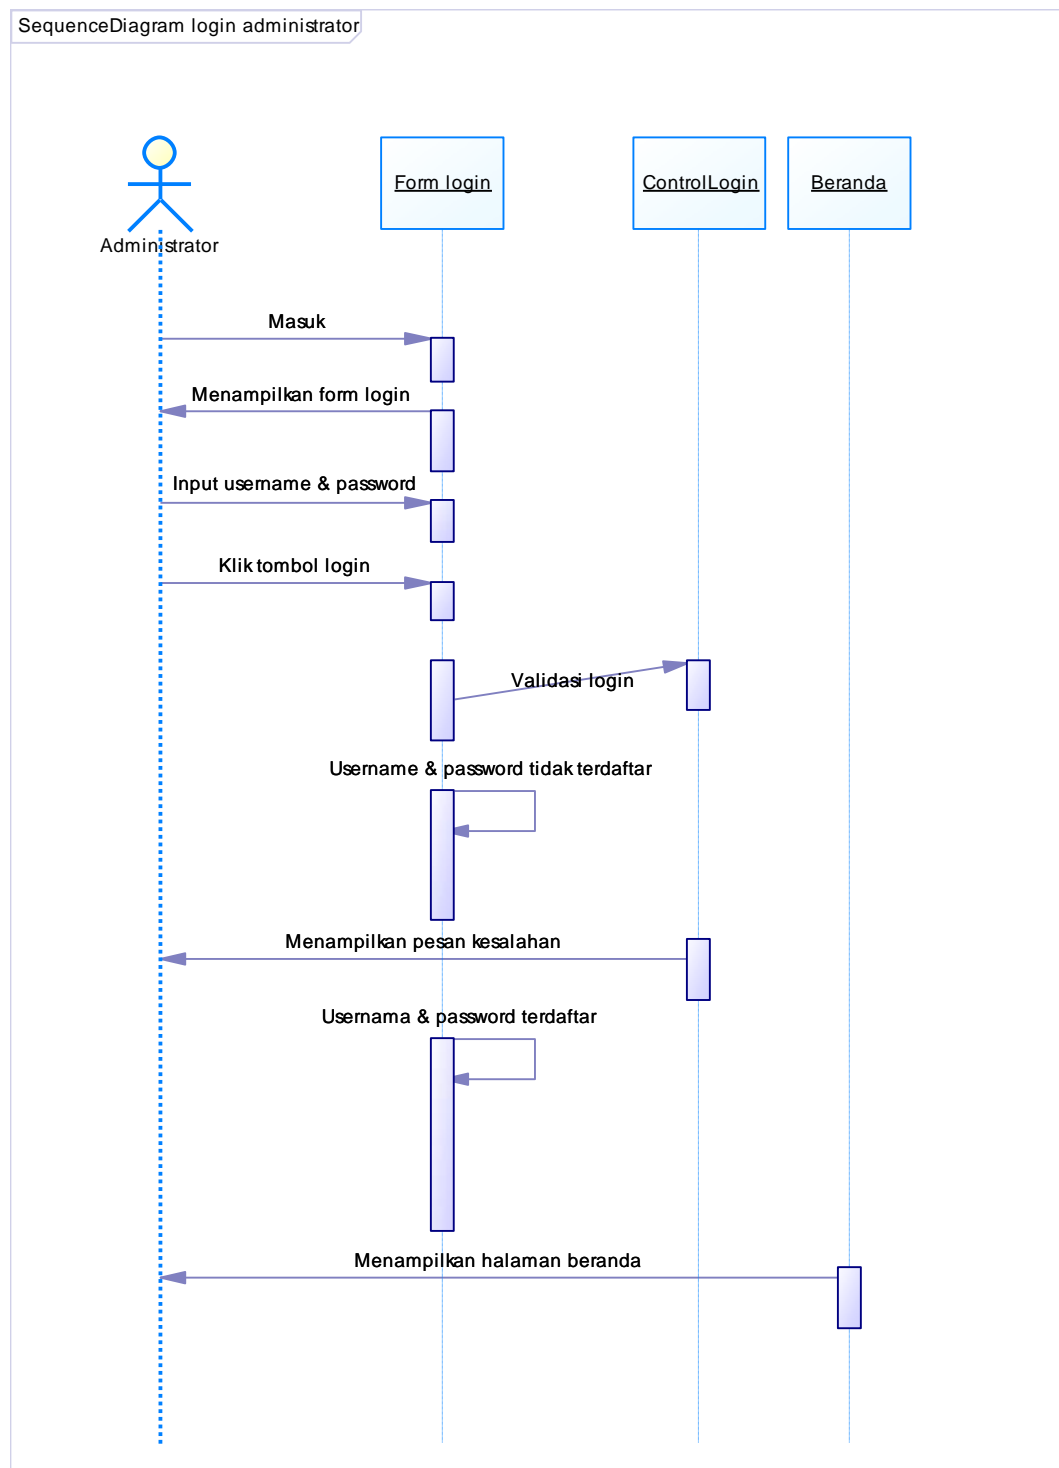 SequenceDiagram login administrator
Form login
ControlLogin
Beranda
Administrator
Masuk
Menampilkan form login
Input username & password
Klik tombol login
Validasi login
Username & password tidak terdaftar
Menampilkan pesan kesalahan
Usernama & password terdaftar
Menampilkan halaman beranda